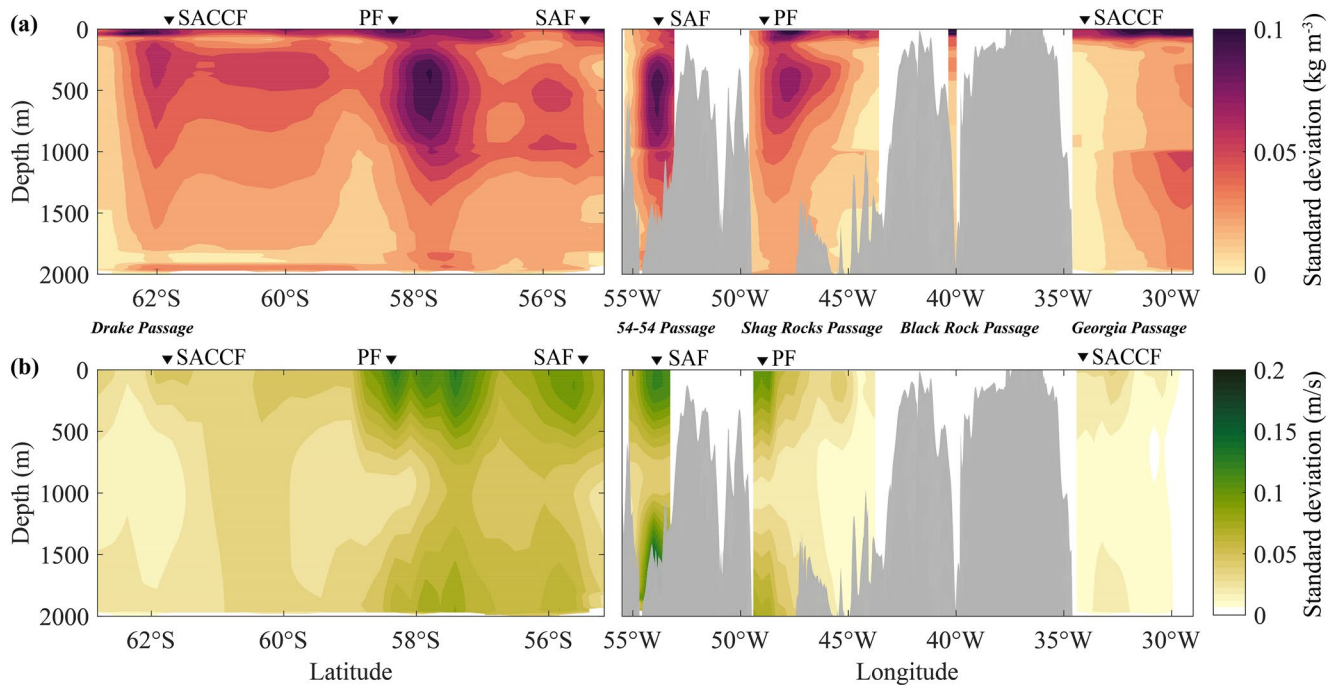 (a)
▼ SACCF PF ▼ SAF ▼ ▼ SAF ▼ PF ▼ SACCF
Depth (m)
0
500
1000
1500
2000
62°S 60°S 58°S 56°S 55°W 50°W 45°W 40°W 35°W 30°W
0.1
0.05
0
Standard deviation (kg m⁻³)
Drake Passage 54-54 Passage Shag Rocks Passage Black Rock Passage Georgia Passage
(b)
▼ SACCF PF ▼ SAF ▼ ▼ SAF ▼ PF ▼ SACCF
Depth (m)
0
500
1000
1500
2000
62°S 60°S 58°S 56°S 55°W 50°W 45°W 40°W 35°W 30°W
Latitude Longitude
0.2
0.15
0.1
0.05
0
Standard deviation (m/s)